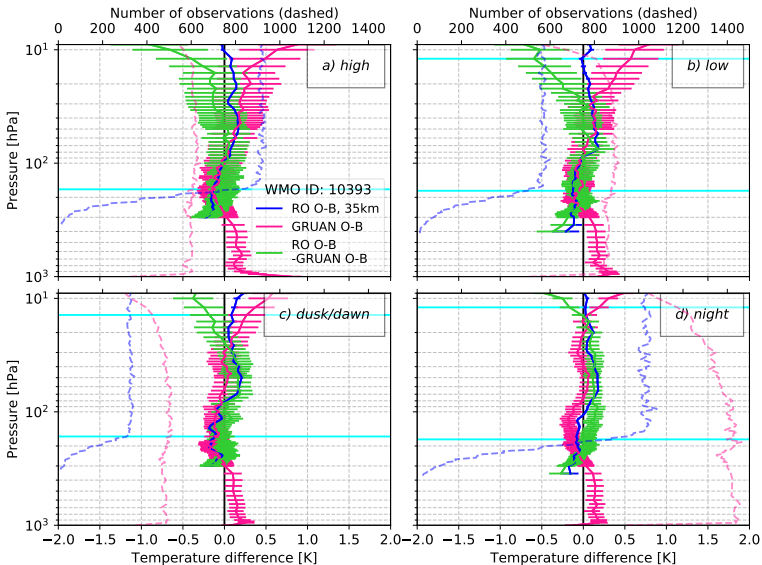 Number of observations (dashed) Number of observations (dashed)
0 200 400 600 800 1000 1200 1400 0 200 400 600 800 1000 1200 1400
10¹ a) high b) low
Pressure [hPa]
10²
WMO ID: 10393
RO O-B, 35km
GRUAN O-B
RO O-B
-GRUAN O-B
10³
10¹ c) dusk/dawn d) night
Pressure [hPa]
10²
10³
−2.0 −1.5 −1.0 −0.5 0.0 0.5 1.0 1.5 2.0 −2.0 −1.5 −1.0 −0.5 0.0 0.5 1.0 1.5 2.0
Temperature difference [K] Temperature difference [K]